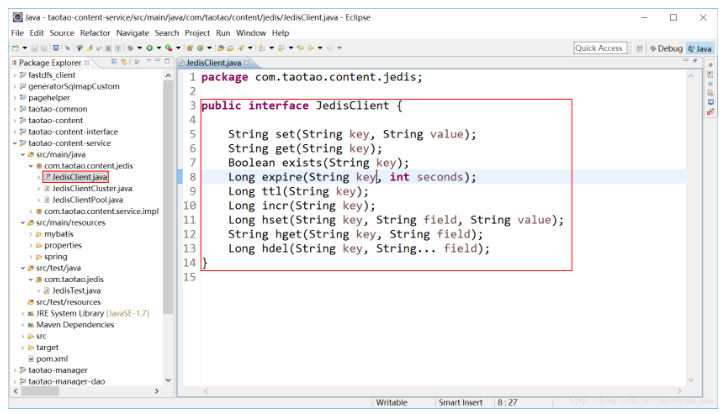 Java - taotao-content-service/src/main/java/com/taotao/content/jedis/JedisClient.java - Eclipse
File Edit Source Refactor Navigate Search Project Run Window Help
Quick Access Debug Java
Package Explorer
fastdfs_client
generatorSqlmapCustom
pagehelper
taotao-common
taotao-content
taotao-content-interface
taotao-content-service
src/main/java
com.taotao.content.jedis
JedisClient.java
JedisClientCluster.java
JedisClientPool.java
com.taotao.content.service.impl
src/main/resources
mybatis
properties
spring
src/test/java
com.taotao.jedis
JedisTest.java
src/test/resources
JRE System Library [JavaSE-1.7]
Maven Dependencies
src
target
pom.xml
taotao-manager
taotao-manager-dao
JedisClient.java
1 package com.taotao.content.jedis;
2
3 public interface JedisClient {
4
5 String set(String key, String value);
6 String get(String key);
7 Boolean exists(String key);
8 Long expire(String key, int seconds);
9 Long ttl(String key);
10 Long incr(String key);
11 Long hset(String key, String field, String value);
12 String hget(String key, String field);
13 Long hdel(String key, String... field);
14 }
15
Writable Smart Insert 8 : 27